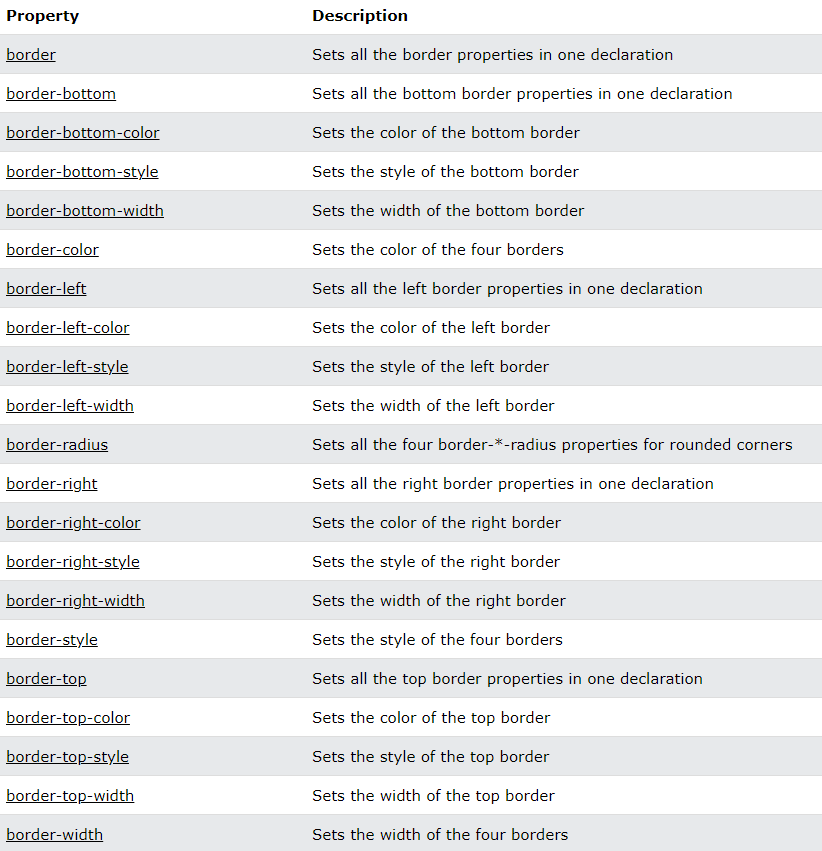 Property Description
border Sets all the border properties in one declaration
border-bottom Sets all the bottom border properties in one declaration
border-bottom-color Sets the color of the bottom border
border-bottom-style Sets the style of the bottom border
border-bottom-width Sets the width of the bottom border
border-color Sets the color of the four borders
border-left Sets all the left border properties in one declaration
border-left-color Sets the color of the left border
border-left-style Sets the style of the left border
border-left-width Sets the width of the left border
border-radius Sets all the four border-*-radius properties for rounded corners
border-right Sets all the right border properties in one declaration
border-right-color Sets the color of the right border
border-right-style Sets the style of the right border
border-right-width Sets the width of the right border
border-style Sets the style of the four borders
border-top Sets all the top border properties in one declaration
border-top-color Sets the color of the top border
border-top-style Sets the style of the top border
border-top-width Sets the width of the top border
border-width Sets the width of the four borders